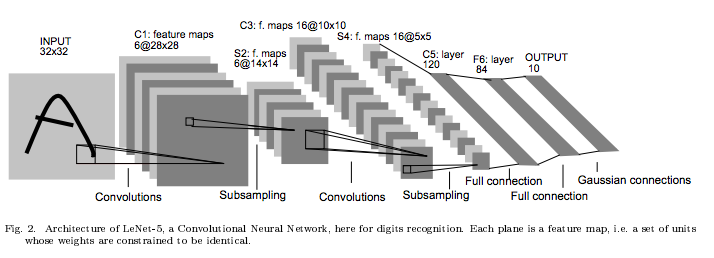 INPUT
32x32
C1: feature maps
6@28x28
S2: f. maps
6@14x14
C3: f. maps 16@10x10
S4: f. maps 16@5x5
C5: layer
120
F6: layer
84
OUTPUT
10
A
Convolutions
Subsampling
Convolutions
Subsampling
Full connection
Full connection
Gaussian connections
Fig. 2. Architecture of LeNet-5, a Convolutional Neural Network, here for digits recognition. Each plane is a feature map, i.e. a set of units
whose weights are constrained to be identical.